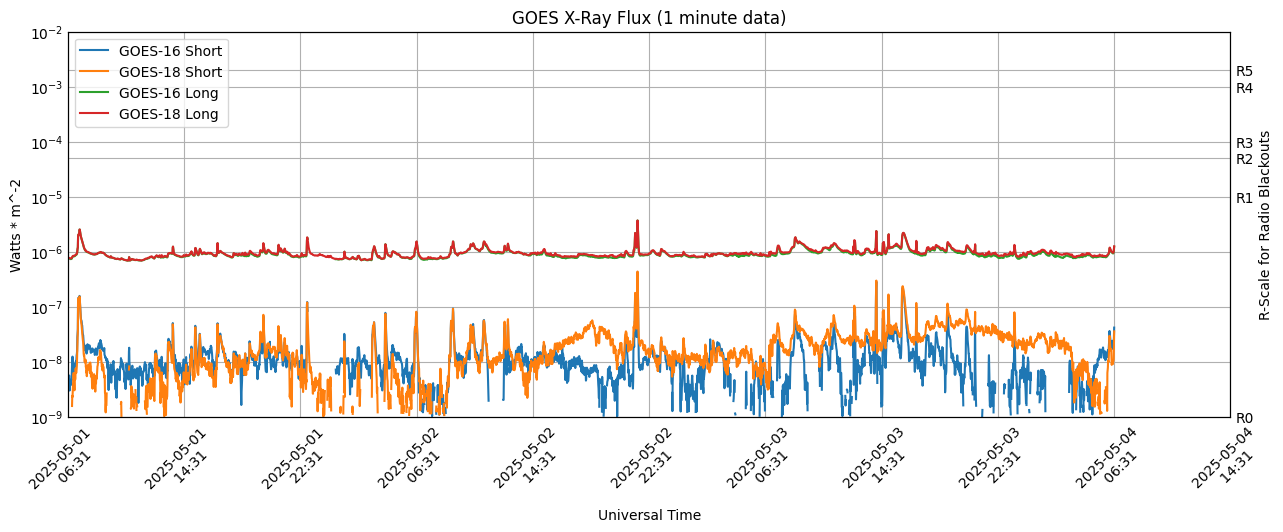 GOES X-Ray Flux (1 minute data)
GOES-16 Short
GOES-18 Short
GOES-16 Long
GOES-18 Long
Watts * m^-2
10^-2
10^-3
10^-4
10^-5
10^-6
10^-7
10^-8
10^-9
R5
R4
R3
R2
R1
R0
R-Scale for Radio Blackouts
2025-05-01
06:31
2025-05-01
14:31
2025-05-01
22:31
2025-05-02
06:31
2025-05-02
14:31
2025-05-02
22:31
2025-05-03
06:31
2025-05-03
14:31
2025-05-03
22:31
2025-05-04
06:31
2025-05-04
14:31
Universal Time